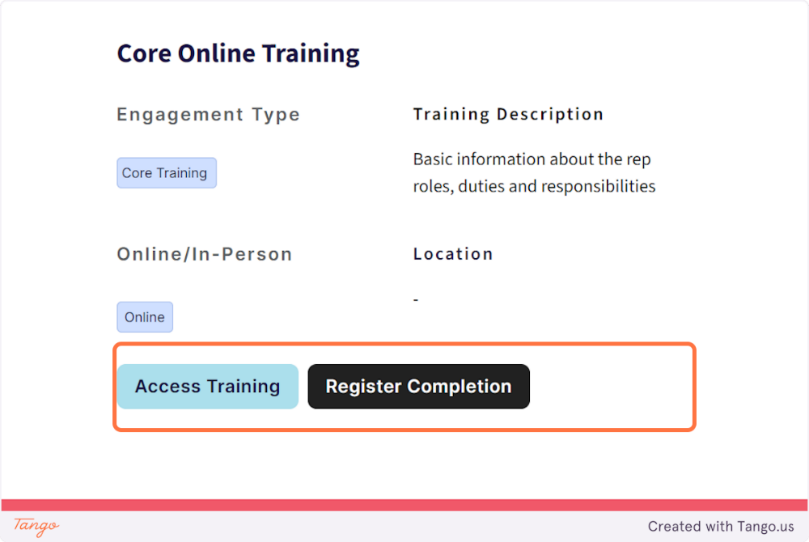 Core Online Training
Engagement Type
Training Description
Core Training
Basic information about the rep
roles, duties and responsibilities
Online/In-Person
Location
Online
-
Access Training
Register Completion
Tango
Created with Tango.us